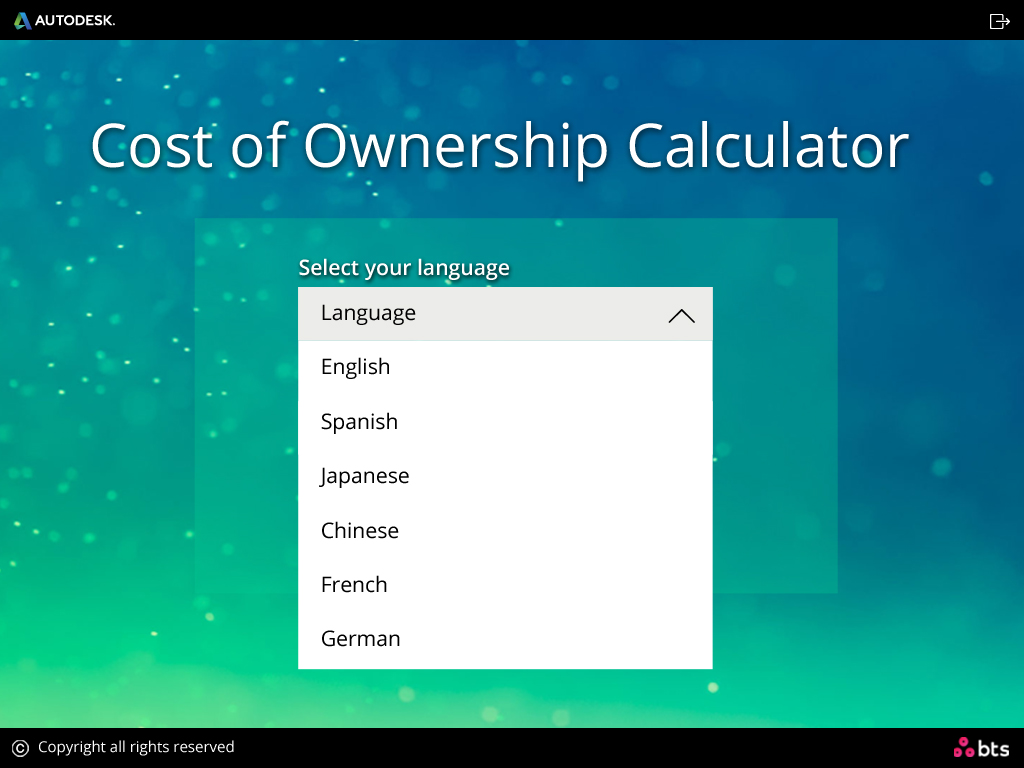 AUTODESK.
Cost of Ownership Calculator
Select your language
Language
English
Spanish
Japanese
Chinese
French
German
© Copyright all rights reserved
bts